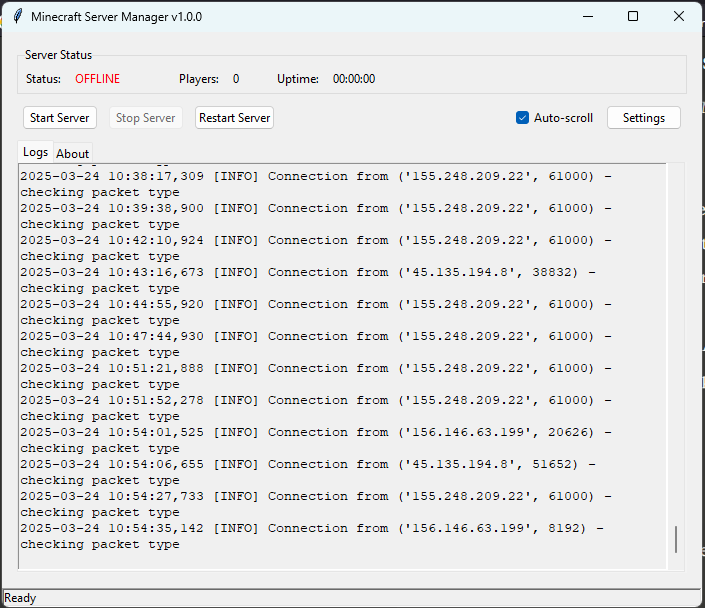 Minecraft Server Manager v1.0.0
Server Status
Status: OFFLINE Players: 0 Uptime: 00:00:00
Start Server Stop Server Restart Server Auto-scroll Settings
Logs About
2025-03-24 10:38:17,309 [INFO] Connection from ('155.248.209.22', 61000) -
checking packet type
2025-03-24 10:39:38,900 [INFO] Connection from ('155.248.209.22', 61000) -
checking packet type
2025-03-24 10:42:10,924 [INFO] Connection from ('155.248.209.22', 61000) -
checking packet type
2025-03-24 10:43:16,673 [INFO] Connection from ('45.135.194.8', 38832) -
checking packet type
2025-03-24 10:44:55,920 [INFO] Connection from ('155.248.209.22', 61000) -
checking packet type
2025-03-24 10:47:44,930 [INFO] Connection from ('155.248.209.22', 61000) -
checking packet type
2025-03-24 10:51:21,888 [INFO] Connection from ('155.248.209.22', 61000) -
checking packet type
2025-03-24 10:51:52,278 [INFO] Connection from ('155.248.209.22', 61000) -
checking packet type
2025-03-24 10:54:01,525 [INFO] Connection from ('156.146.63.199', 20626) -
checking packet type
2025-03-24 10:54:06,655 [INFO] Connection from ('45.135.194.8', 51652) -
checking packet type
2025-03-24 10:54:27,733 [INFO] Connection from ('155.248.209.22', 61000) -
checking packet type
2025-03-24 10:54:35,142 [INFO] Connection from ('156.146.63.199', 8192) -
checking packet type
Ready